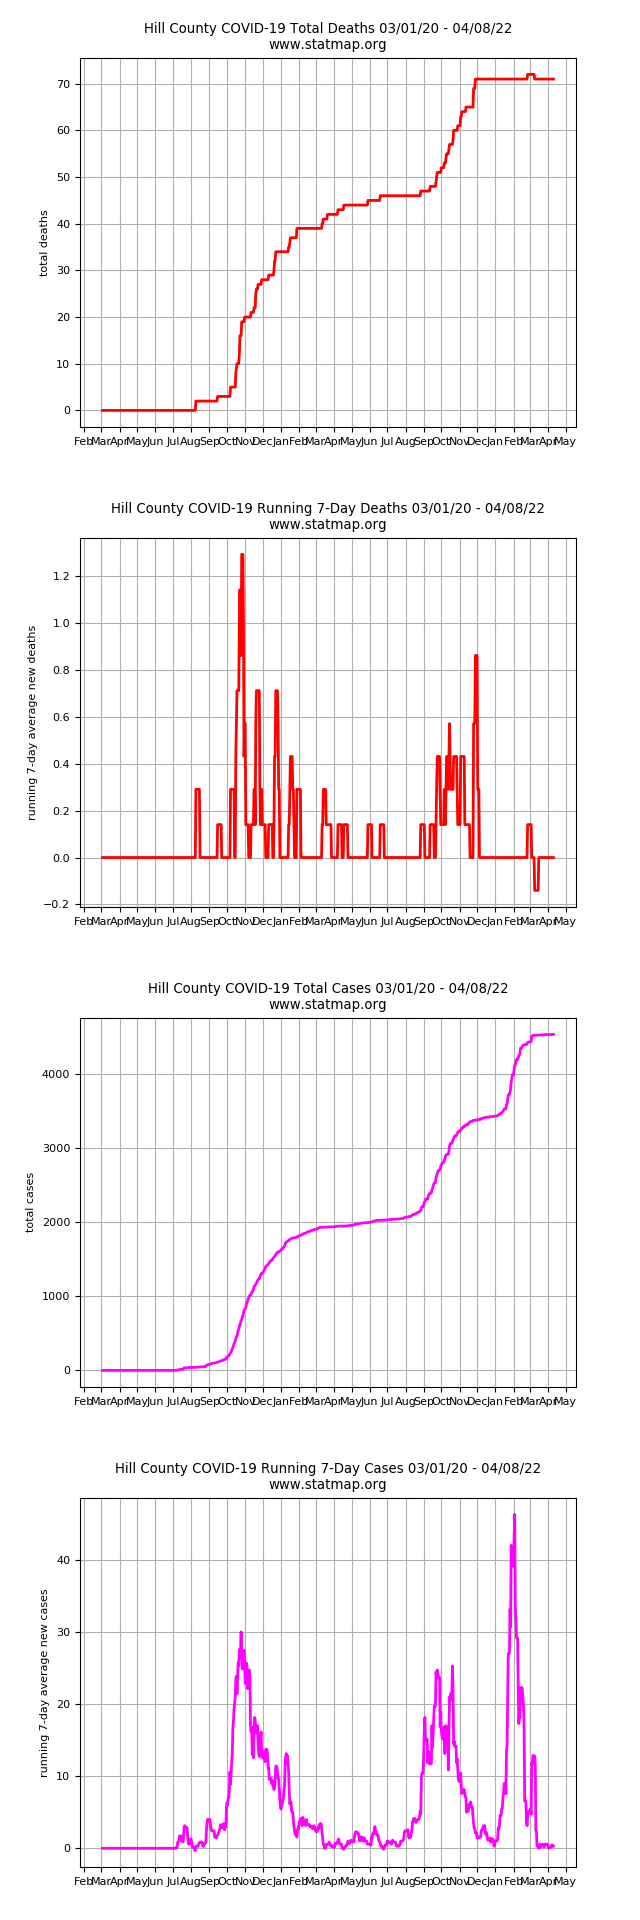 Hill County COVID-19 Total Deaths 03/01/20 - 04/08/22
www.statmap.org
70
60
50
40
30
20
10
0
total deaths
Feb Mar Apr May Jun Jul Aug Sep Oct Nov Dec Jan Feb Mar Apr May Jun Jul Aug Sep Oct Nov Dec Jan Feb Mar Apr May
Hill County COVID-19 Running 7-Day Deaths 03/01/20 - 04/08/22
www.statmap.org
1.2
1.0
0.8
0.6
0.4
0.2
0.0
−0.2
running 7-day average new deaths
Feb Mar Apr May Jun Jul Aug Sep Oct Nov Dec Jan Feb Mar Apr May Jun Jul Aug Sep Oct Nov Dec Jan Feb Mar Apr May
Hill County COVID-19 Total Cases 03/01/20 - 04/08/22
www.statmap.org
4000
3000
2000
1000
0
total cases
Feb Mar Apr May Jun Jul Aug Sep Oct Nov Dec Jan Feb Mar Apr May Jun Jul Aug Sep Oct Nov Dec Jan Feb Mar Apr May
Hill County COVID-19 Running 7-Day Cases 03/01/20 - 04/08/22
www.statmap.org
40
30
20
10
0
running 7-day average new cases
Feb Mar Apr May Jun Jul Aug Sep Oct Nov Dec Jan Feb Mar Apr May Jun Jul Aug Sep Oct Nov Dec Jan Feb Mar Apr May